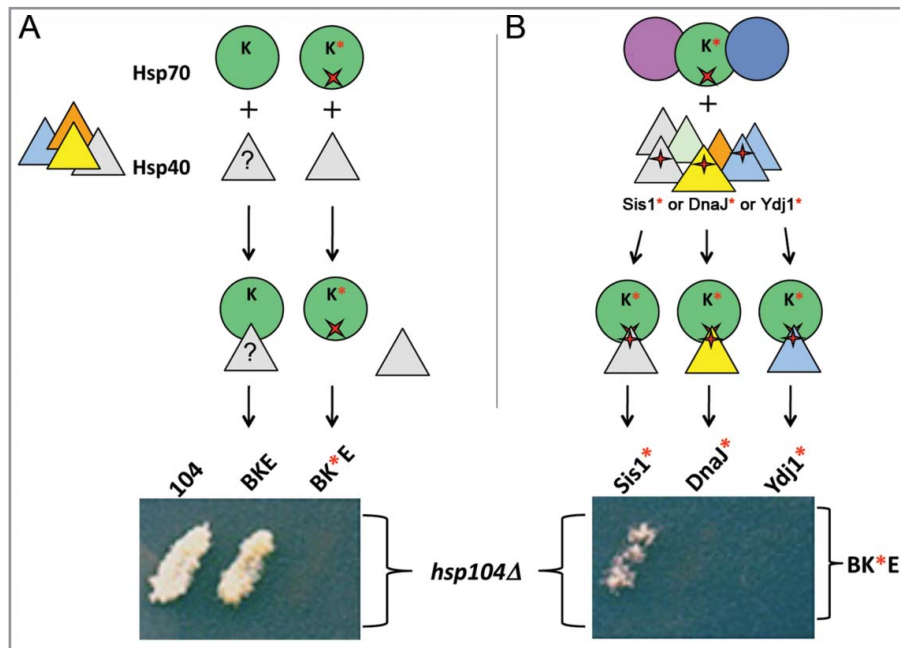 A
K
K*
Hsp70
+
+
Hsp40
?
K
K*
?
104
BKE
BK*E
hsp104Δ
B
K*
+
Sis1* or DnaJ* or Ydj1*
K*
K*
K*
Sis1*
DnaJ*
Ydj1*
BK*E